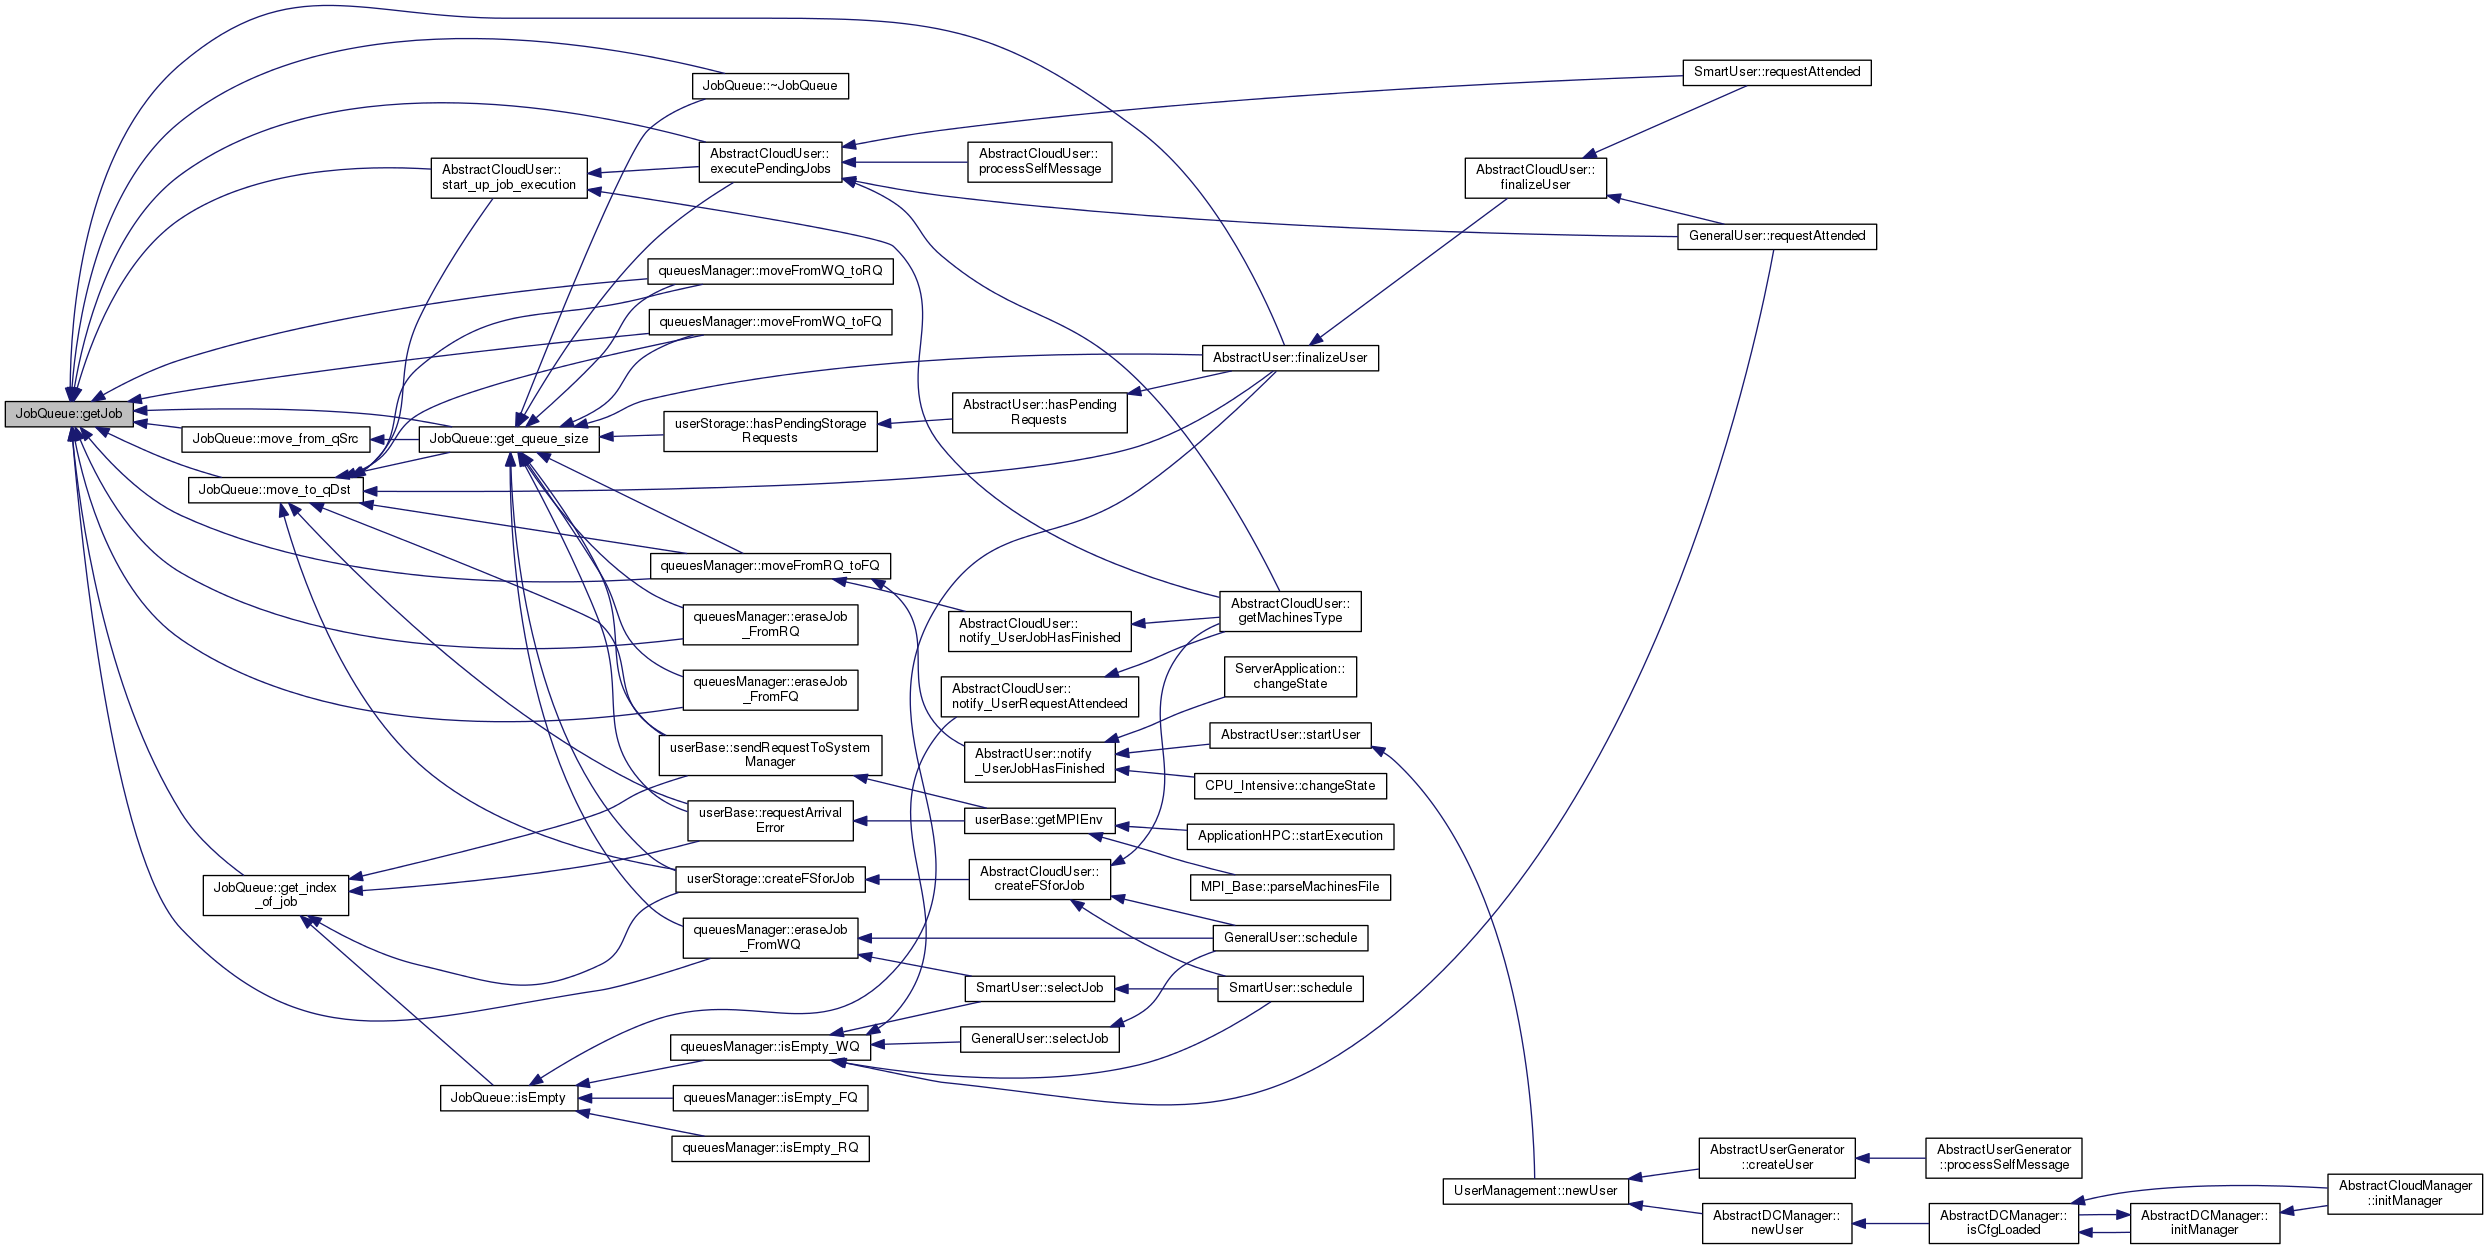 JobQueue::getJob
JobQueue::move_from_qSrc
JobQueue::move_to_qDst
JobQueue::get_index
_of_job
AbstractCloudUser::
start_up_job_execution
JobQueue::get_queue_size
JobQueue::isEmpty
JobQueue::~JobQueue
AbstractCloudUser::
executePendingJobs
queuesManager::moveFromWQ_toRQ
queuesManager::moveFromWQ_toFQ
userStorage::hasPendingStorage
Requests
queuesManager::moveFromRQ_toFQ
queuesManager::eraseJob
_FromRQ
queuesManager::eraseJob
_FromFQ
userBase::sendRequestToSystem
Manager
userBase::requestArrival
Error
userStorage::createFSforJob
queuesManager::eraseJob
_FromWQ
queuesManager::isEmpty_WQ
queuesManager::isEmpty_FQ
queuesManager::isEmpty_RQ
AbstractCloudUser::
processSelfMessage
AbstractUser::hasPending
Requests
AbstractCloudUser::
notify_UserJobHasFinished
AbstractCloudUser::
notify_UserRequestAttendeed
AbstractUser::notify
_UserJobHasFinished
userBase::getMPIEnv
AbstractCloudUser::
createFSforJob
SmartUser::selectJob
GeneralUser::selectJob
AbstractUser::finalizeUser
AbstractCloudUser::
getMachinesType
ServerApplication::
changeState
AbstractUser::startUser
CPU_Intensive::changeState
ApplicationHPC::startExecution
MPI_Base::parseMachinesFile
GeneralUser::schedule
SmartUser::schedule
AbstractCloudUser::
finalizeUser
UserManagement::newUser
SmartUser::requestAttended
GeneralUser::requestAttended
AbstractUserGenerator
::createUser
AbstractDCManager::
newUser
AbstractUserGenerator
::processSelfMessage
AbstractDCManager::
isCfgLoaded
AbstractDCManager::
initManager
AbstractCloudManager
::initManager